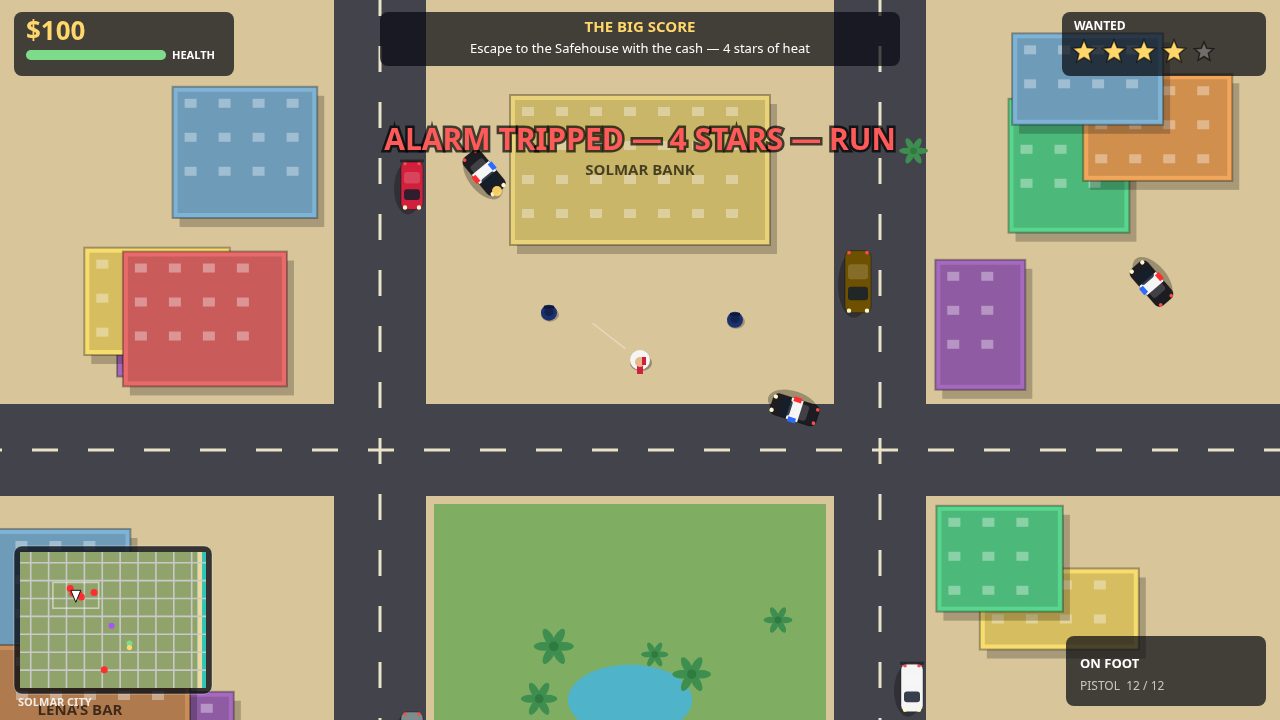 $100
HEALTH
THE BIG SCORE
Escape to the Safehouse with the cash — 4 stars of heat
WANTED
ALARM TRIPPED — 4 STARS — RUN
SOLMAR BANK
SOLMAR CITY
LENA'S BAR
ON FOOT
PISTOL 12 / 12